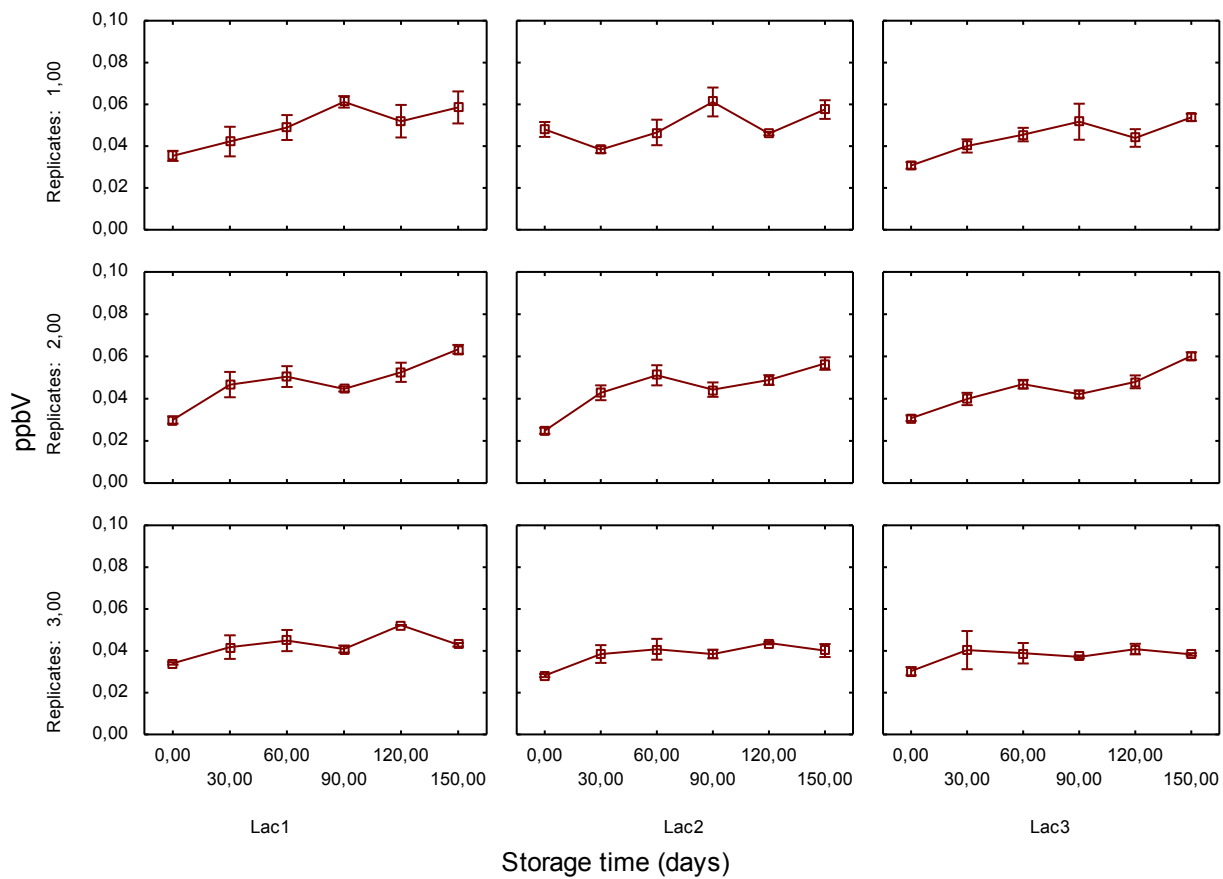 ppbV
Replicates: 1,00
0,10
0,08
0,06
0,04
0,02
0,00
Replicates: 2,00
0,10
0,08
0,06
0,04
0,02
0,00
Replicates: 3,00
0,10
0,08
0,06
0,04
0,02
0,00
0,00 60,00 120,00 0,00 60,00 120,00 0,00 60,00 120,00
30,00 90,00 150,00 30,00 90,00 150,00 30,00 90,00 150,00
Lac1 Lac2 Lac3
Storage time (days)